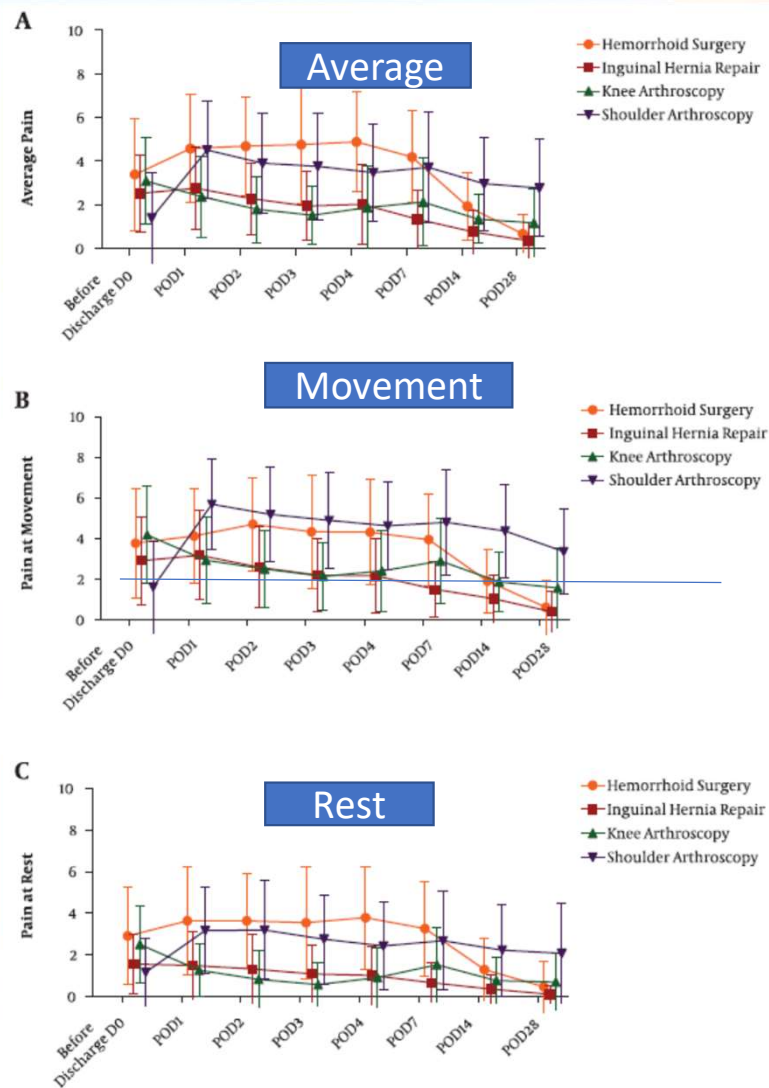 A
Average
Average Pain
10
8
6
4
2
0
Hemorrhoid Surgery
Inguinal Hernia Repair
Knee Arthroscopy
Shoulder Arthroscopy
Before
Discharge D0
POD1
POD2
POD3
POD4
POD7
POD14
POD28
B
Movement
Pain at Movement
10
8
6
4
2
0
Hemorrhoid Surgery
Inguinal Hernia Repair
Knee Arthroscopy
Shoulder Arthroscopy
Before
Discharge D0
POD1
POD2
POD3
POD4
POD7
POD14
POD28
C
Rest
Pain at Rest
10
8
6
4
2
0
Hemorrhoid Surgery
Inguinal Hernia Repair
Knee Arthroscopy
Shoulder Arthroscopy
Before
Discharge D0
POD1
POD2
POD3
POD4
POD7
POD14
POD28